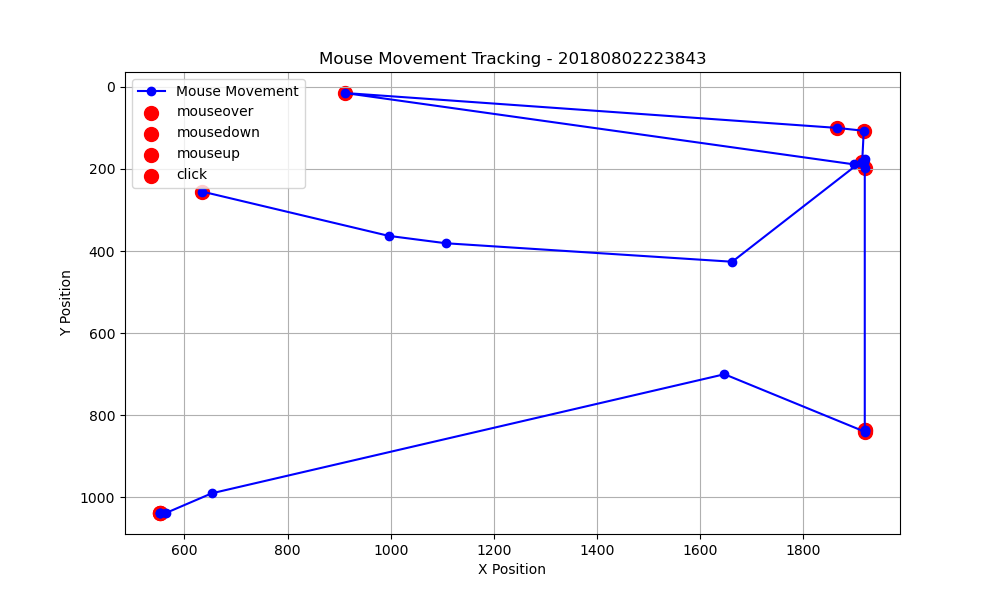 Mouse Movement Tracking - 20180802223843
Mouse Movement
mouseover
mousedown
mouseup
click
0
200
400
600
800
1000
Y Position
600 800 1000 1200 1400 1600 1800
X Position